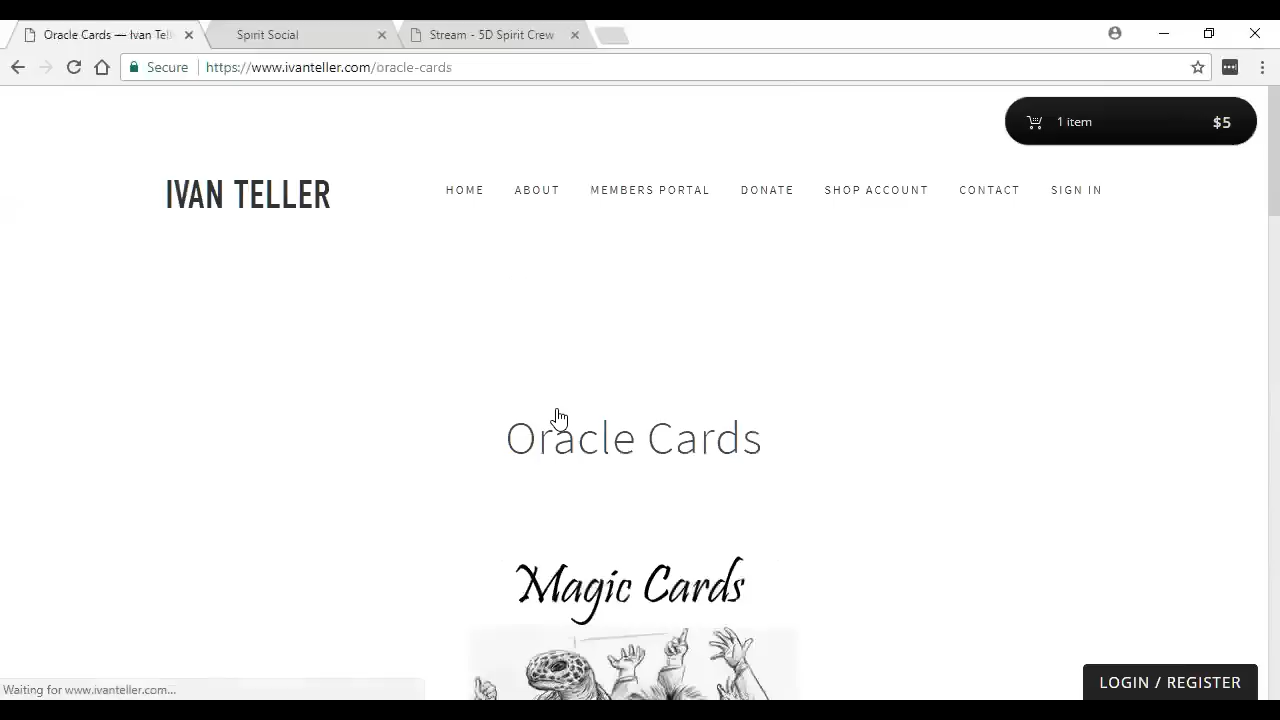 Oracle Cards — Ivan Tell
Spirit Social
Stream - 5D Spirit Crew
Secure
https://www.ivanteller.com/oracle-cards
1 item
$5
IVAN TELLER
HOME
ABOUT
MEMBERS PORTAL
DONATE
SHOP ACCOUNT
CONTACT
SIGN IN
Oracle Cards
Magic Cards
Waiting for www.ivanteller.com...
LOGIN / REGISTER